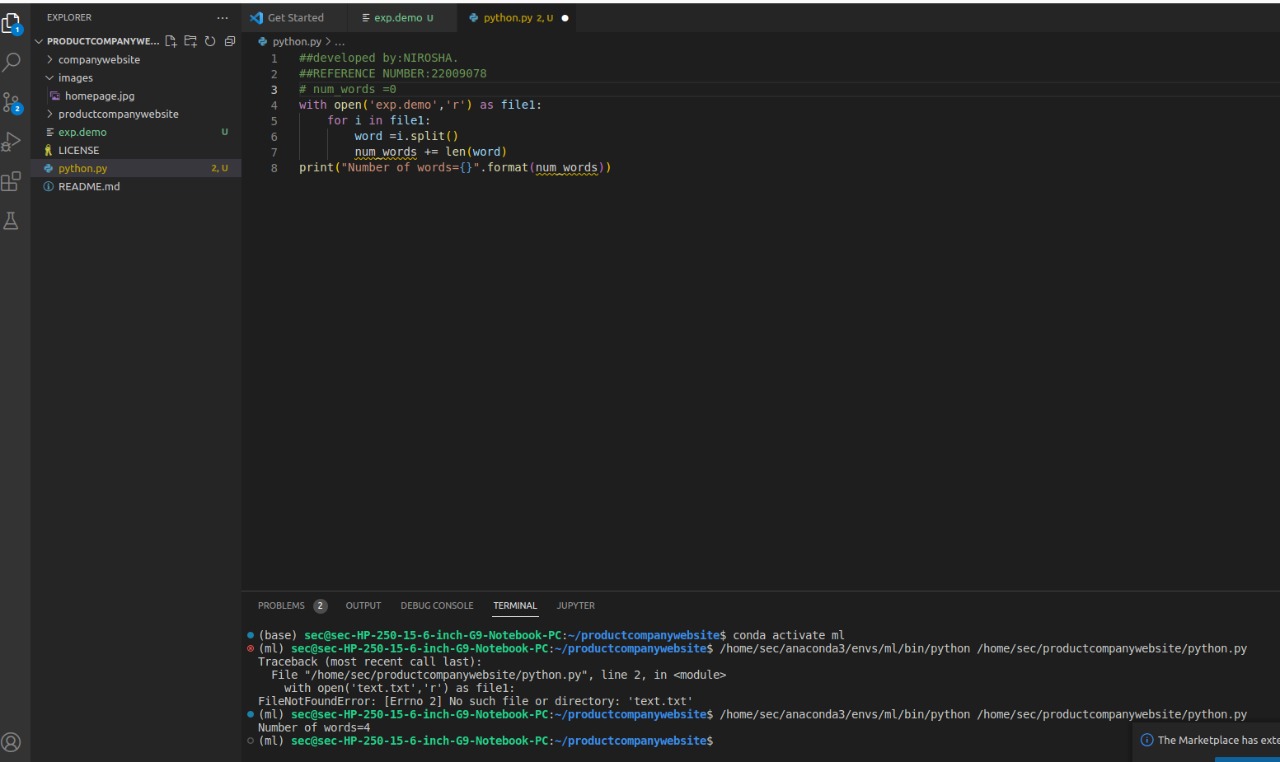 EXPLORER
PRODUCTCOMPANYWE...
companywebsite
images
homepage.jpg
productcompanywebsite
exp.demo U
LICENSE
python.py 2, U
README.md
1
2
Get Started
exp.demo U
python.py 2, U
python.py > ...
1 ##developed by:NIROSHA.
2 ##REFERENCE NUMBER:22009078
3 # num_words =0
4 with open('exp.demo','r') as file1:
5 for i in file1:
6 word =i.split()
7 num_words += len(word)
8 print("Number of words={}".format(num_words))
PROBLEMS 2 OUTPUT DEBUG CONSOLE TERMINAL JUPYTER
(base) sec@sec-HP-250-15-6-inch-G9-Notebook-PC:~/productcompanywebsite$ conda activate ml
(ml) sec@sec-HP-250-15-6-inch-G9-Notebook-PC:~/productcompanywebsite$ /home/sec/anaconda3/envs/ml/bin/python /home/sec/productcompanywebsite/python.py
Traceback (most recent call last):
File "/home/sec/productcompanywebsite/python.py", line 2, in <module>
with open('text.txt','r') as file1:
FileNotFoundError: [Errno 2] No such file or directory: 'text.txt'
(ml) sec@sec-HP-250-15-6-inch-G9-Notebook-PC:~/productcompanywebsite$ /home/sec/anaconda3/envs/ml/bin/python /home/sec/productcompanywebsite/python.py
Number of words=4
(ml) sec@sec-HP-250-15-6-inch-G9-Notebook-PC:~/productcompanywebsite$
The Marketplace has exte